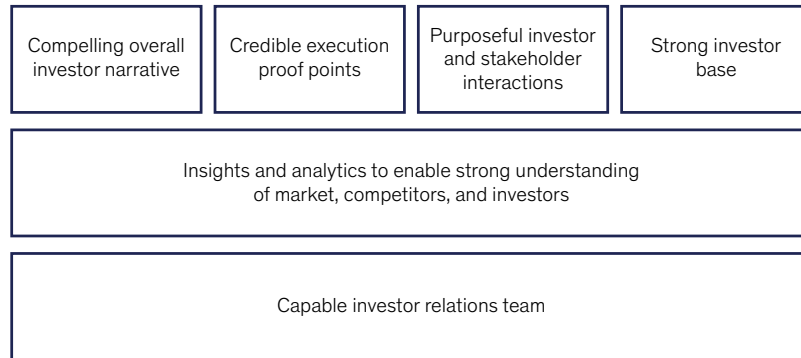 Compelling overall
investor narrative
Credible execution
proof points
Purposeful investor
and stakeholder
interactions
Strong investor
base
Insights and analytics to enable strong understanding
of market, competitors, and investors
Capable investor relations team